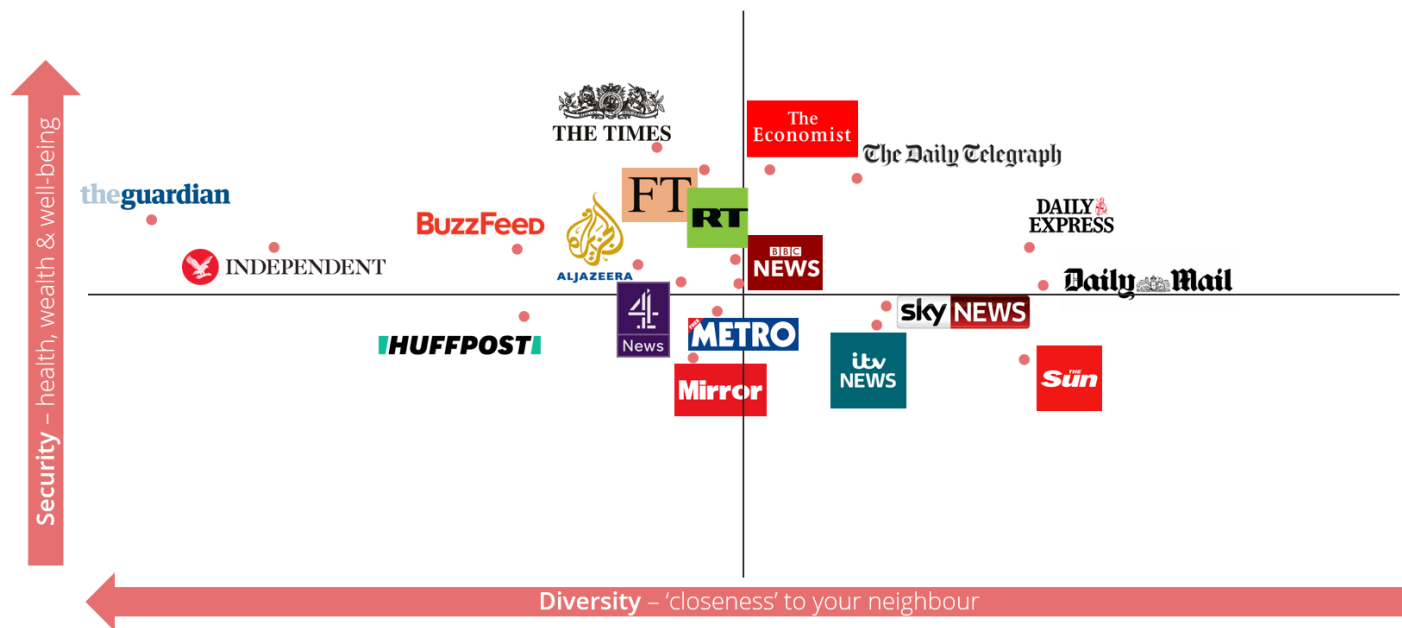 THE TIMES
The
Economist
The Daily Telegraph
theguardian
FT
RT
DAILY
EXPRESS
BuzzFeed
ALJAZEERA
BBC
NEWS
INDEPENDENT
Daily Mail
4
News
FREE
METRO
sky NEWS
HUFFPOST
Mirror
itv
NEWS
THE
Sun
Security – health, wealth & well-being
Diversity – ‘closeness’ to your neighbour